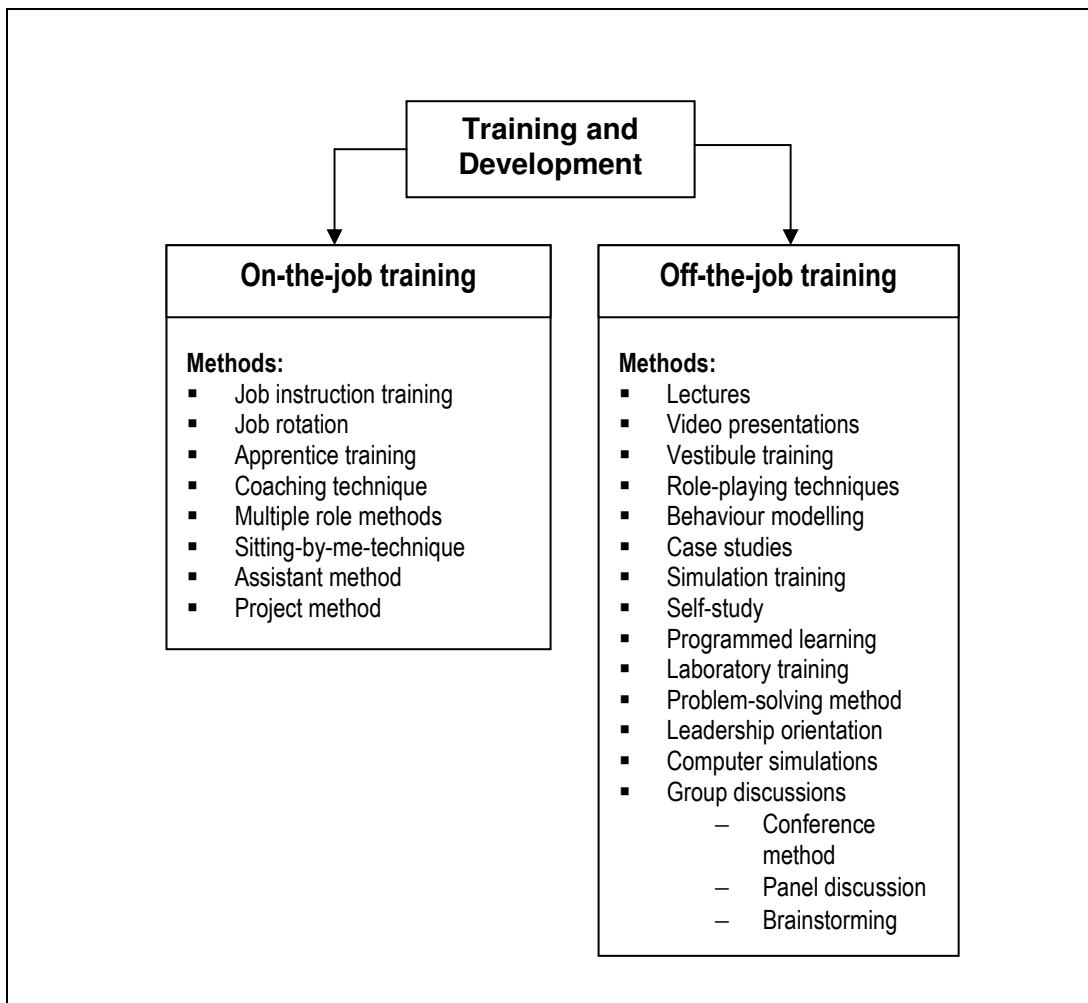 Training and
Development
On-the-job training
Methods:
▪ Job instruction training
▪ Job rotation
▪ Apprentice training
▪ Coaching technique
▪ Multiple role methods
▪ Sitting-by-me-technique
▪ Assistant method
▪ Project method
Off-the-job training
Methods:
▪ Lectures
▪ Video presentations
▪ Vestibule training
▪ Role-playing techniques
▪ Behaviour modelling
▪ Case studies
▪ Simulation training
▪ Self-study
▪ Programmed learning
▪ Laboratory training
▪ Problem-solving method
▪ Leadership orientation
▪ Computer simulations
▪ Group discussions
– Conference
method
– Panel discussion
– Brainstorming